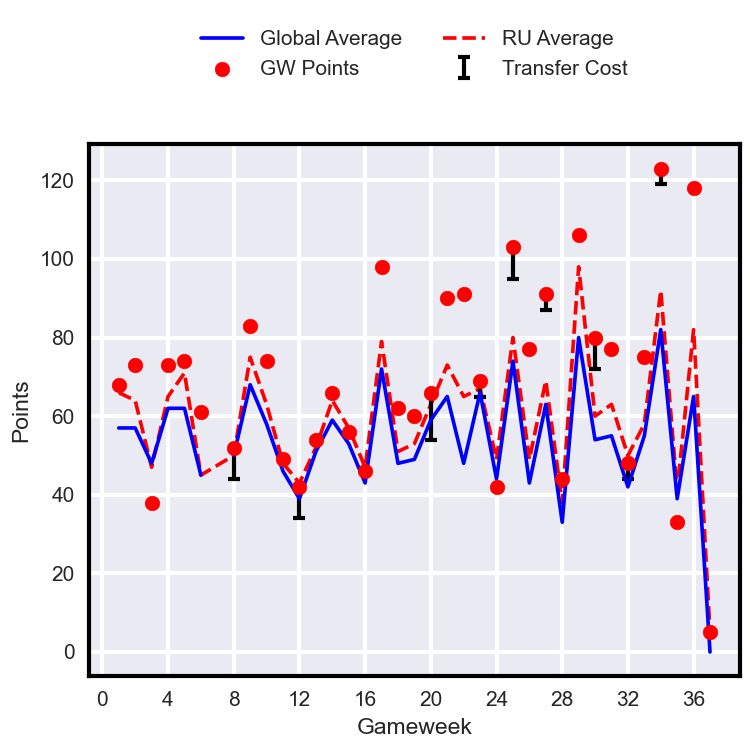 Global Average
RU Average
GW Points
Transfer Cost
120
100
80
60
40
20
0
Points
0 4 8 12 16 20 24 28 32 36
Gameweek